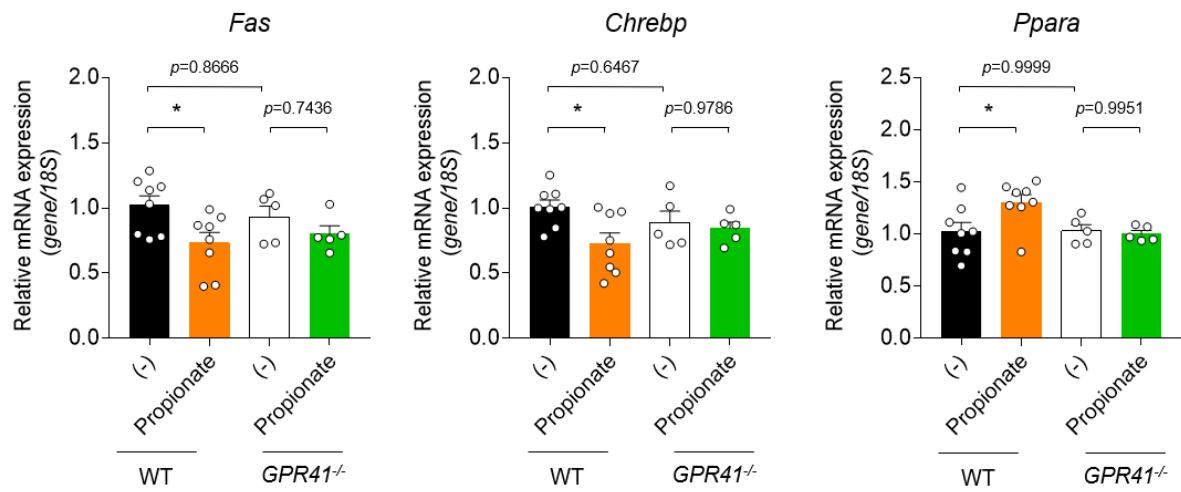 Fas
Relative mRNA expression
(gene/18S)
2.0
1.5
1.0
0.5
0.0
p=0.8666
*
p=0.7436
(-)
Propionate
(-)
Propionate
WT
GPR41-/-
Chrebp
Relative mRNA expression
(gene/18S)
2.0
1.5
1.0
0.5
0.0
p=0.6467
*
p=0.9786
(-)
Propionate
(-)
Propionate
WT
GPR41-/-
Ppara
Relative mRNA expression
(gene/18S)
2.5
2.0
1.5
1.0
0.5
0.0
p=0.9999
*
p=0.9951
(-)
Propionate
(-)
Propionate
WT
GPR41-/-